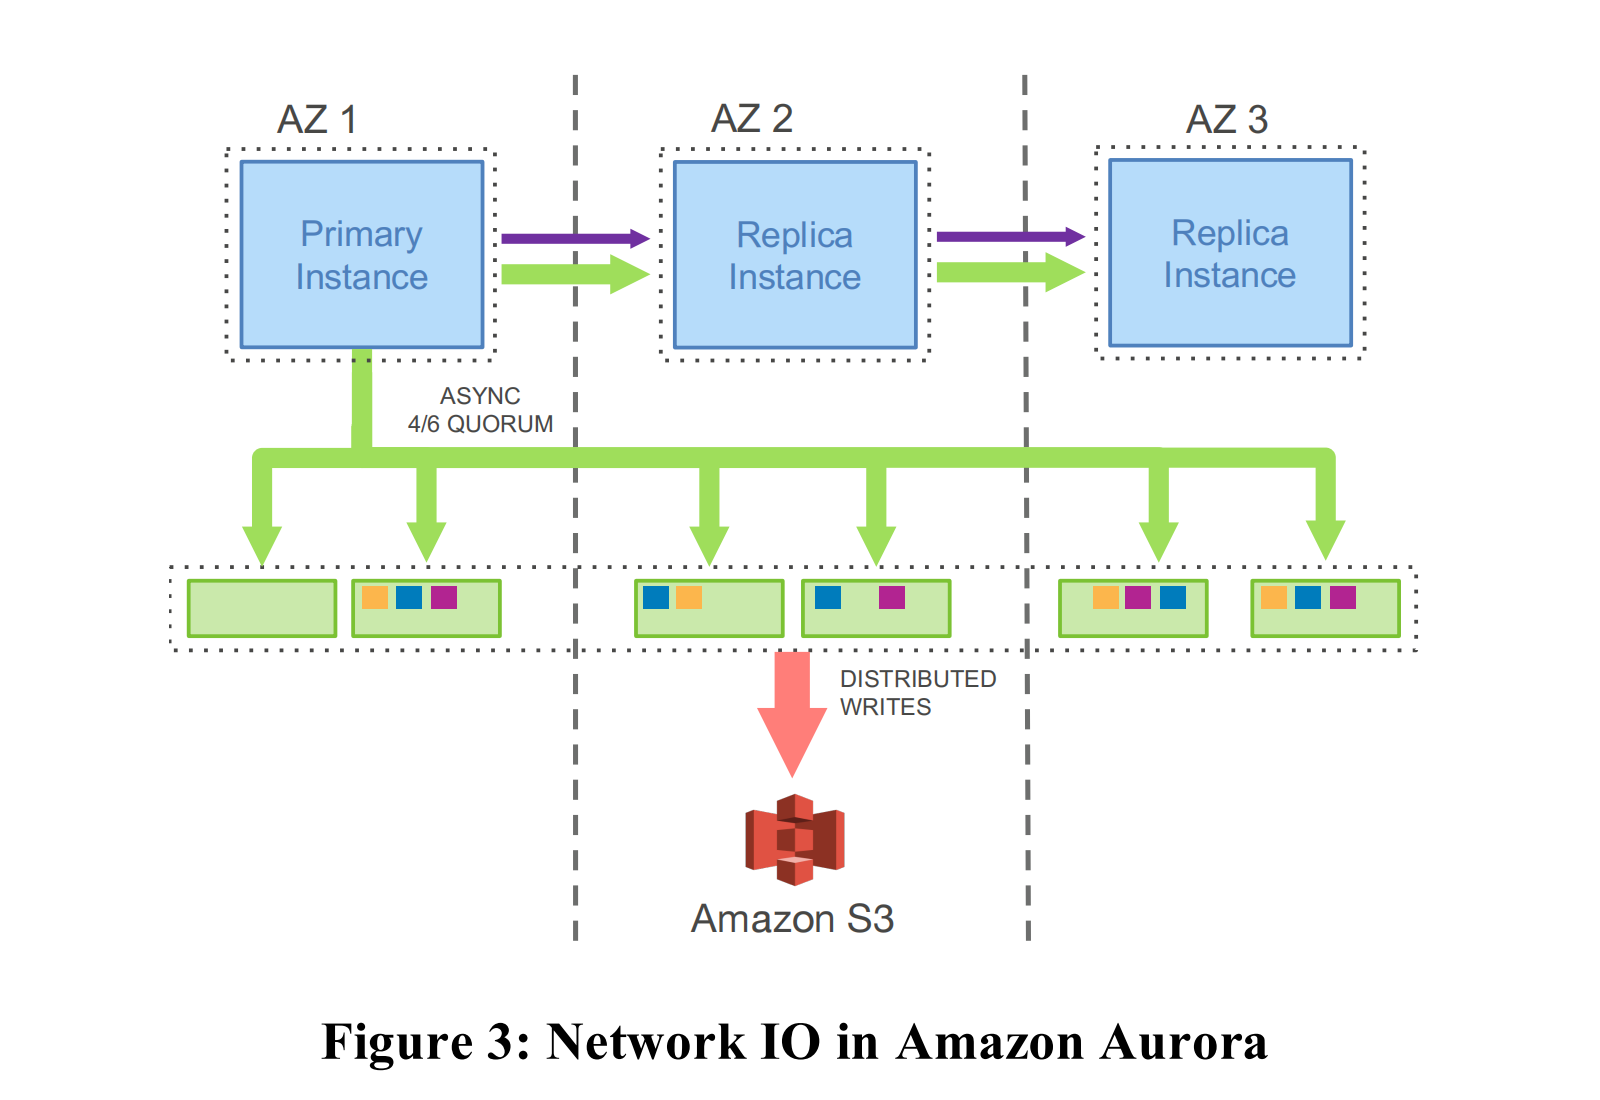 AZ 1
AZ 2
AZ 3
Primary
Instance
Replica
Instance
Replica
Instance
ASYNC
4/6 QUORUM
DISTRIBUTED
WRITES
Amazon S3
Figure 3: Network IO in Amazon Aurora